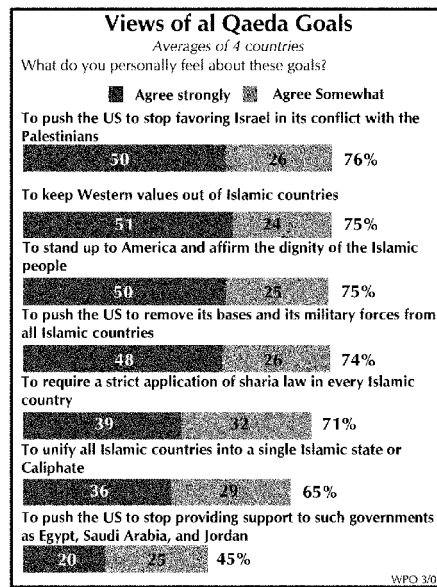 Views of al Qaeda Goals
Averages of 4 countries
What do you personally feel about these goals?
Agree strongly Agree Somewhat
To push the US to stop favoring Israel in its conflict with the
Palestinians
50 26 76%
To keep Western values out of Islamic countries
51 24 75%
To stand up to America and affirm the dignity of the Islamic
people
50 25 75%
To push the US to remove its bases and its military forces from
all Islamic countries
48 26 74%
To require a strict application of sharia law in every Islamic
country
39 32 71%
To unify all Islamic countries into a single Islamic state or
Caliphate
36 29 65%
To push the US to stop providing support to such governments
as Egypt, Saudi Arabia, and Jordan
20 25 45%
WPO 3/0